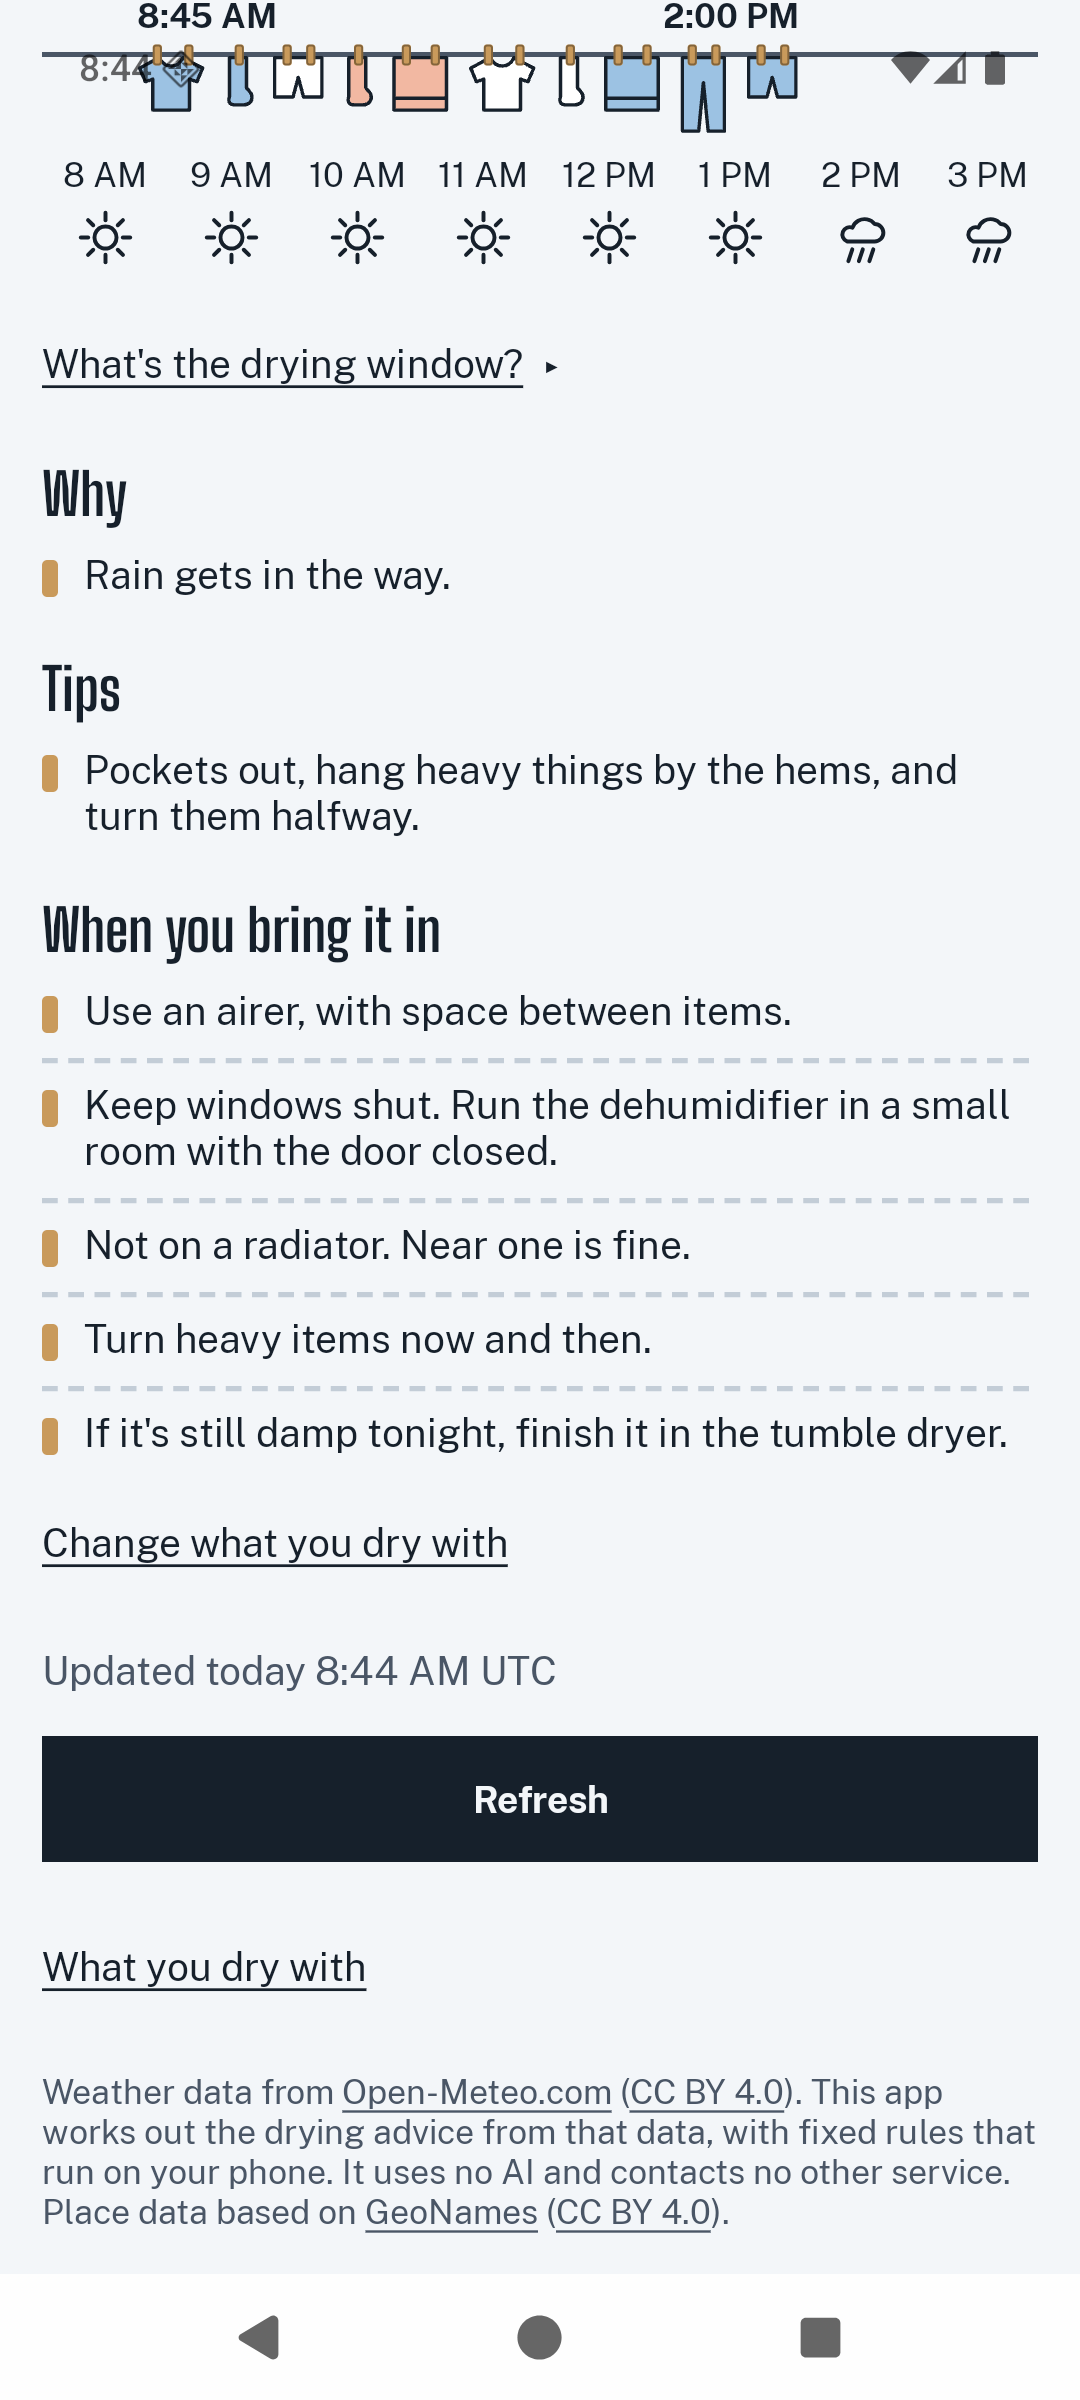 8:45 AM 2:00 PM
8:44
8 AM 9 AM 10 AM 11 AM 12 PM 1 PM 2 PM 3 PM
What's the drying window? ▸
Why
Rain gets in the way.
Tips
Pockets out, hang heavy things by the hems, and
turn them halfway.
When you bring it in
Use an airer, with space between items.
Keep windows shut. Run the dehumidifier in a small
room with the door closed.
Not on a radiator. Near one is fine.
Turn heavy items now and then.
If it's still damp tonight, finish it in the tumble dryer.
Change what you dry with
Updated today 8:44 AM UTC
Refresh
What you dry with
Weather data from Open-Meteo.com (CC BY 4.0). This app
works out the drying advice from that data, with fixed rules that
run on your phone. It uses no AI and contacts no other service.
Place data based on GeoNames (CC BY 4.0).